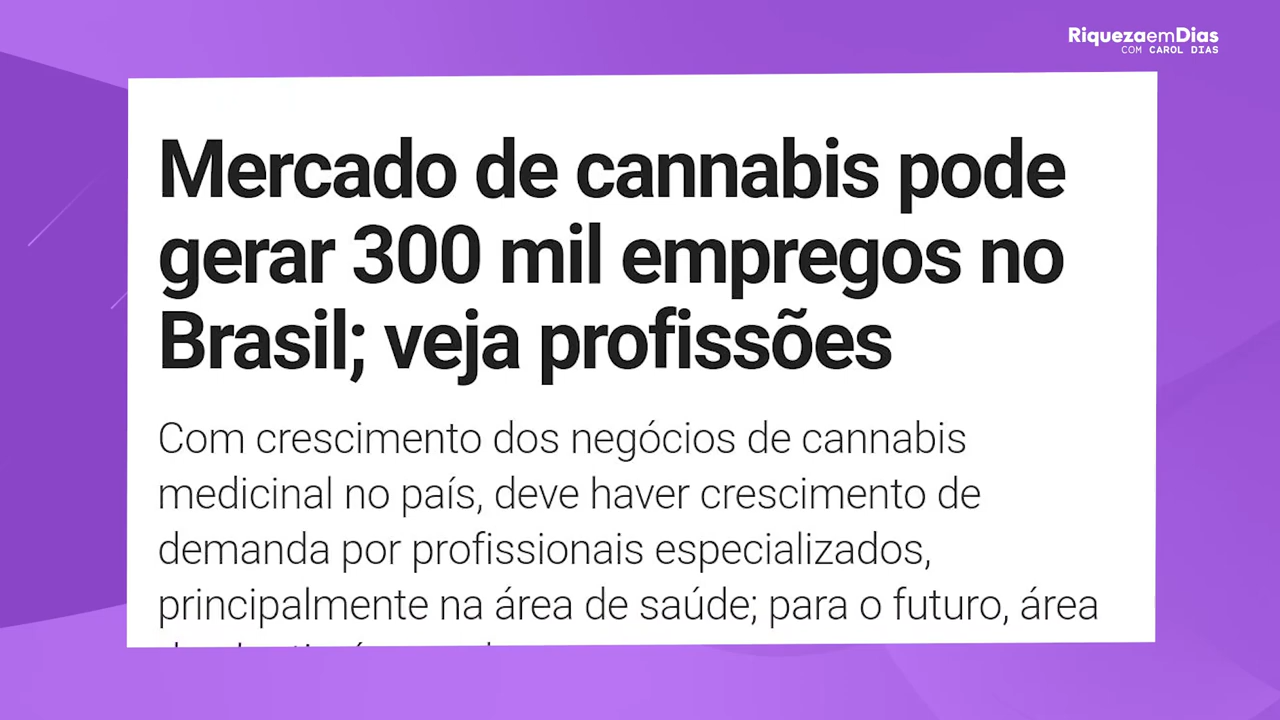 RiquezaemDias
COM CAROL DIAS
Mercado de cannabis pode
gerar 300 mil empregos no
Brasil; veja profissões
Com crescimento dos negócios de cannabis
medicinal no país, deve haver crescimento de
demanda por profissionais especializados,
principalmente na área de saúde; para o futuro, área